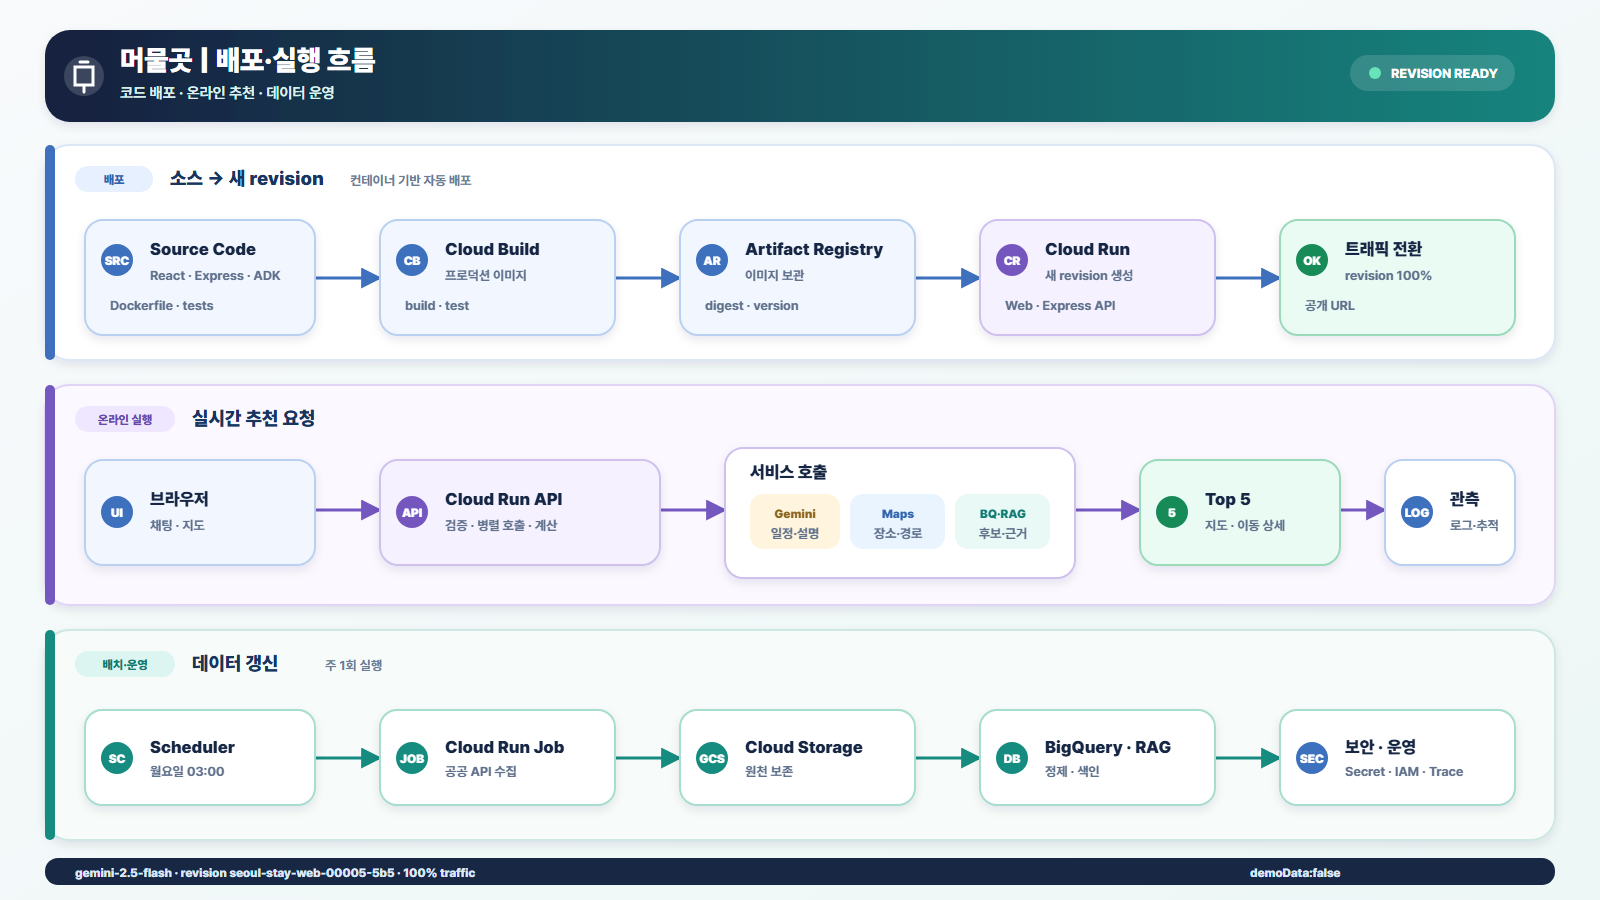 머물곳 | 배포·실행 흐름
코드 배포 · 온라인 추천 · 데이터 운영
REVISION READY
배포
소스 → 새 revision
컨테이너 기반 자동 배포
SRC
Source Code
React · Express · ADK
Dockerfile · tests
CB
Cloud Build
프로덕션 이미지
build · test
AR
Artifact Registry
이미지 보관
digest · version
CR
Cloud Run
새 revision 생성
Web · Express API
OK
트래픽 전환
revision 100%
공개 URL
온라인 실행
실시간 추천 요청
UI
브라우저
채팅 · 지도
API
Cloud Run API
검증 · 병렬 호출 · 계산
서비스 호출
Gemini
일정·설명
Maps
장소·경로
BQ·RAG
후보·근거
5
Top 5
지도 · 이동 상세
LOG
관측
로그·추적
배치·운영
데이터 갱신
주 1회 실행
SC
Scheduler
월요일 03:00
JOB
Cloud Run Job
공공 API 수집
GCS
Cloud Storage
원천 보존
DB
BigQuery · RAG
정제 · 색인
SEC
보안 · 운영
Secret · IAM · Trace
gemini-2.5-flash · revision seoul-stay-web-00005-5b5 · 100% traffic
demoData:false